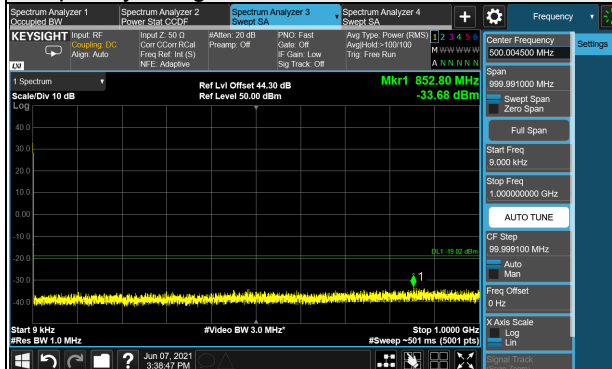 Spectrum Analyzer 1
Occupied BW
Spectrum Analyzer 2
Power Stat CCDF
Spectrum Analyzer 3
Swept SA
Spectrum Analyzer 4
Swept SA
Frequency
KEYSIGHT
Input: RF
Coupling: DC
Align: Auto
Input Z: 50 Ω
Corr CCorr RCal
Freq Ref: Int (S)
NFE: Adaptive
#Atten: 20 dB
Preamp: Off
PNO: Fast
Gate: Off
IF Gain: Low
Sig Track: Off
Avg Type: Power (RMS)
Avg|Hold:>100/100
Trig: Free Run
1 2 3 4 5 6
M W W W W W
A N N N N N
LXI
1 Spectrum
Scale/Div 10 dB
Log
Ref Lvl Offset 44.30 dB
Ref Level 50.00 dBm
Mkr1 852.80 MHz
-33.68 dBm
40.0
30.0
20.0
10.0
0.00
-10.0
-20.0
-30.0
-40.0
DL1 -19.02 dBm
1
Start 9 kHz
#Res BW 1.0 MHz
#Video BW 3.0 MHz*
Stop 1.0000 GHz
#Sweep ~501 ms (5001 pts)
Jun 07, 2021
3:38:47 PM
Center Frequency
500.004500 MHz
Settings
Span
999.991000 MHz
Swept Span
Zero Span
Full Span
Start Freq
9.000 kHz
Stop Freq
1.000000000 GHz
AUTO TUNE
CF Step
99.999100 MHz
Auto
Man
Freq Offset
0 Hz
X Axis Scale
Log
Lin
Signal Track